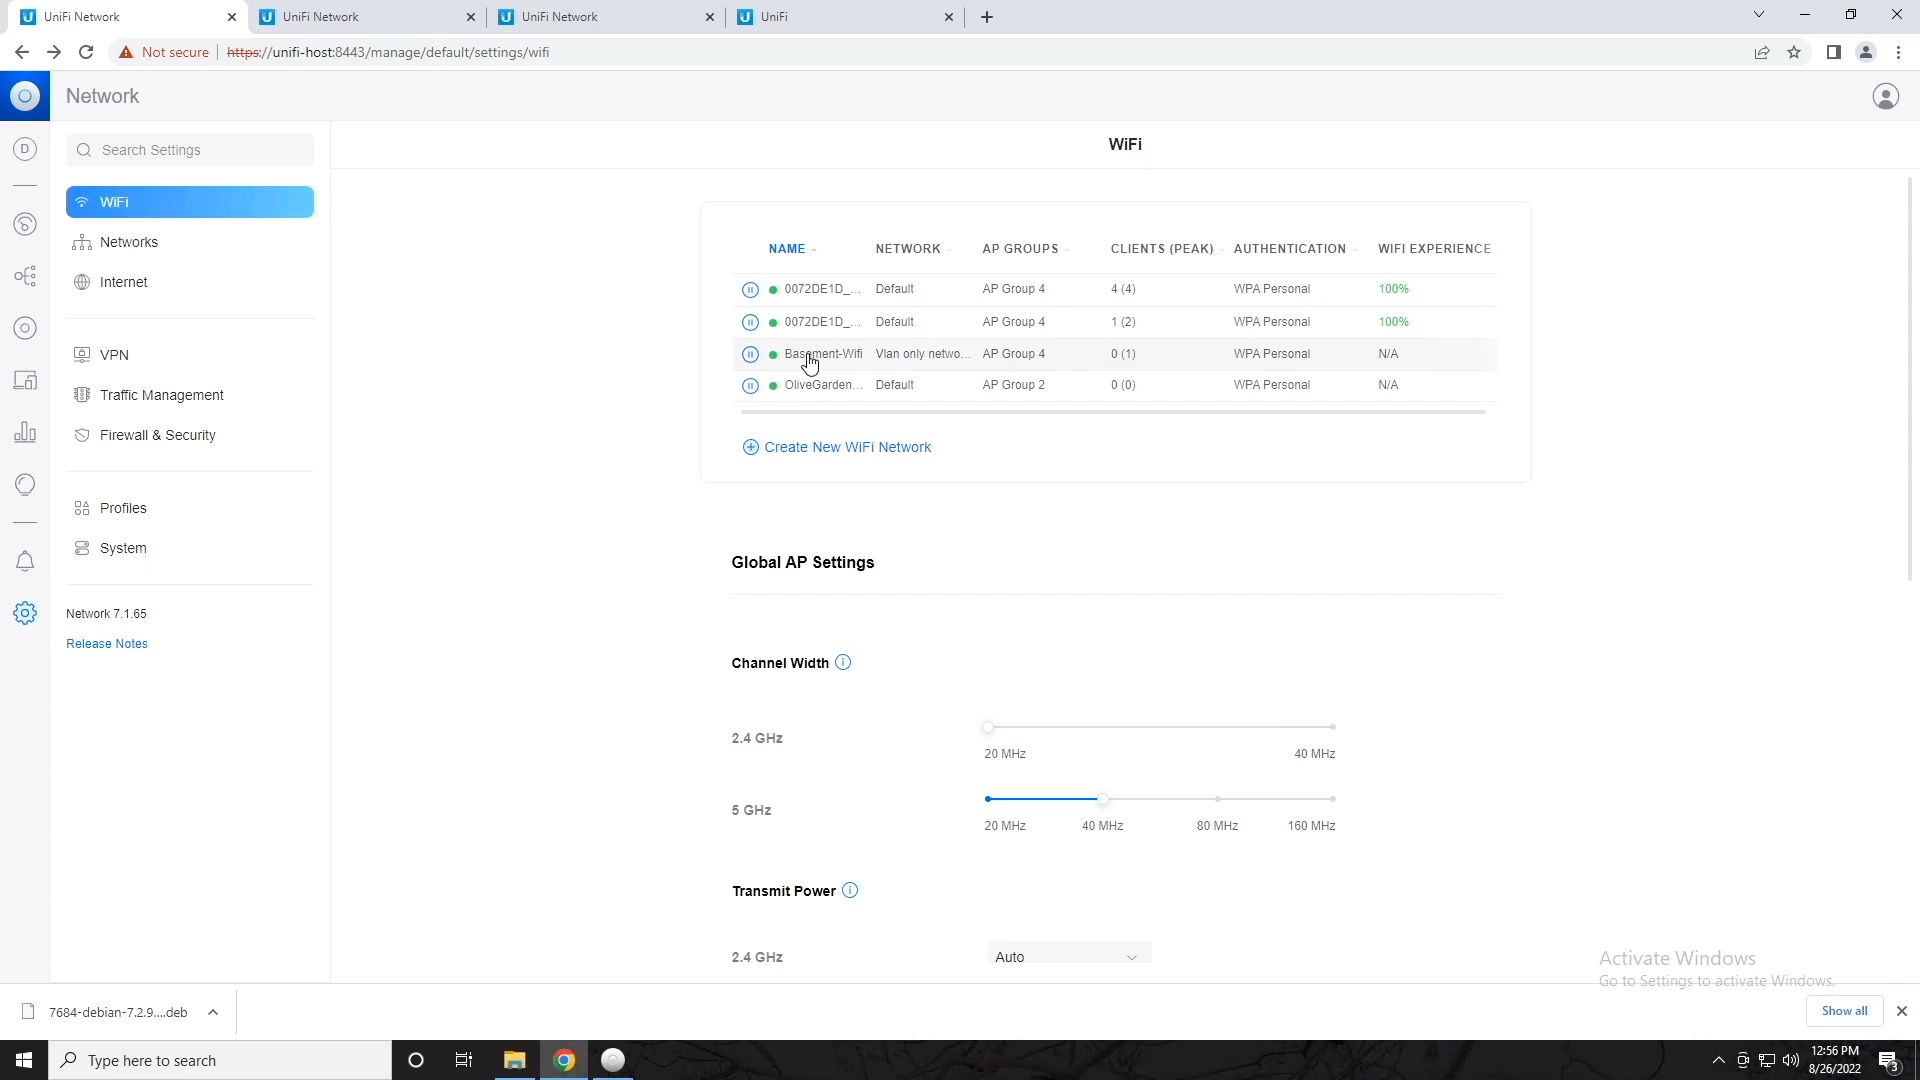 UniFi Network
UniFi Network
UniFi Network
UniFi
Not secure
https://unifi-host:8443/manage/default/settings/wifi
Network
D
Search Settings
WiFi
Networks
Internet
VPN
Traffic Management
Firewall & Security
Profiles
System
Network 7.1.65
Release Notes
WiFi
NAME NETWORK AP GROUPS CLIENTS (PEAK) AUTHENTICATION WIFI EXPERIENCE
0072DE1D_... Default AP Group 4 4 (4) WPA Personal 100%
0072DE1D_... Default AP Group 4 1 (2) WPA Personal 100%
Basement-Wifi Vlan only netwo... AP Group 4 0 (1) WPA Personal N/A
OliveGarden... Default AP Group 2 0 (0) WPA Personal N/A
Create New WiFi Network
Global AP Settings
Channel Width
2.4 GHz
20 MHz 40 MHz
5 GHz
20 MHz 40 MHz 80 MHz 160 MHz
Transmit Power
2.4 GHz Auto
Activate Windows
Go to Settings to activate Windows.
7684-debian-7.2.9....deb
Show all
Type here to search
12:56 PM
8/26/2022
3